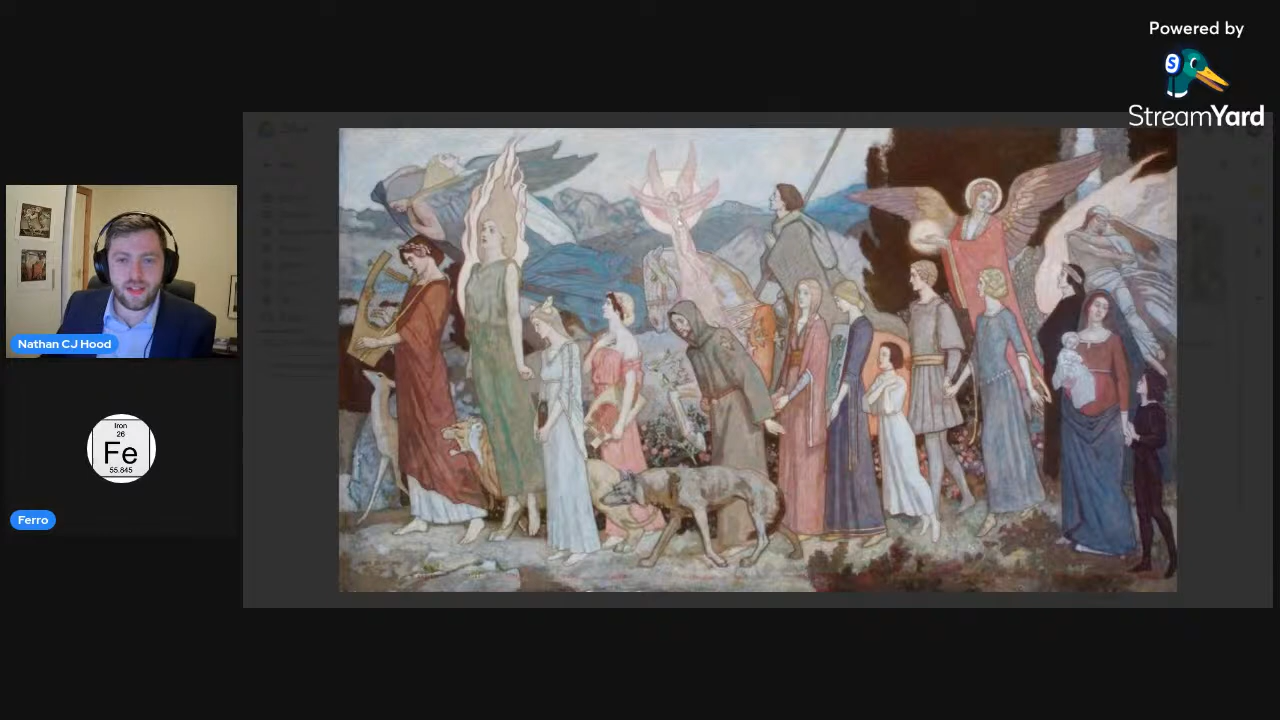 Powered by
S
StreamYard
Nathan CJ Hood
Iron
26
Fe
55.845
Ferro